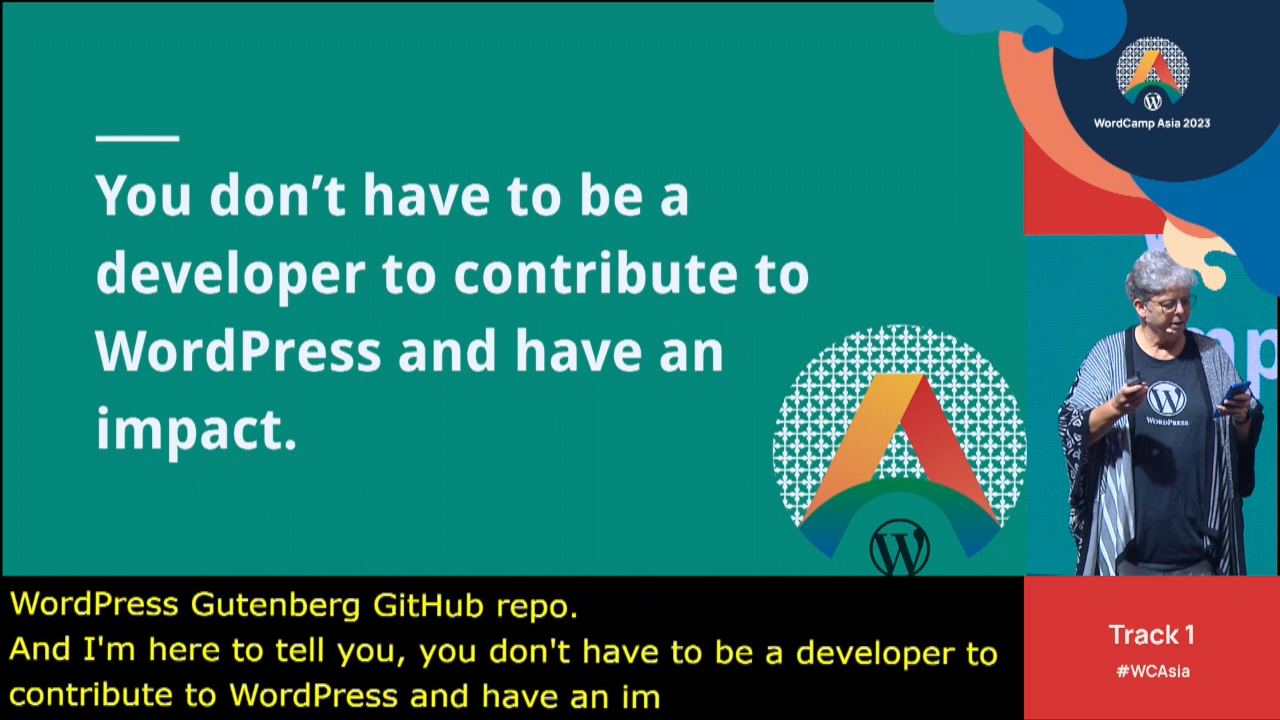 You don’t have to be a
developer to contribute to
WordPress and have an
impact.
WordCamp Asia 2023
WORDPRESS
WordPress Gutenberg GitHub repo.
And I'm here to tell you, you don't have to be a developer to
contribute to WordPress and have an im
Track 1
#WCAsia